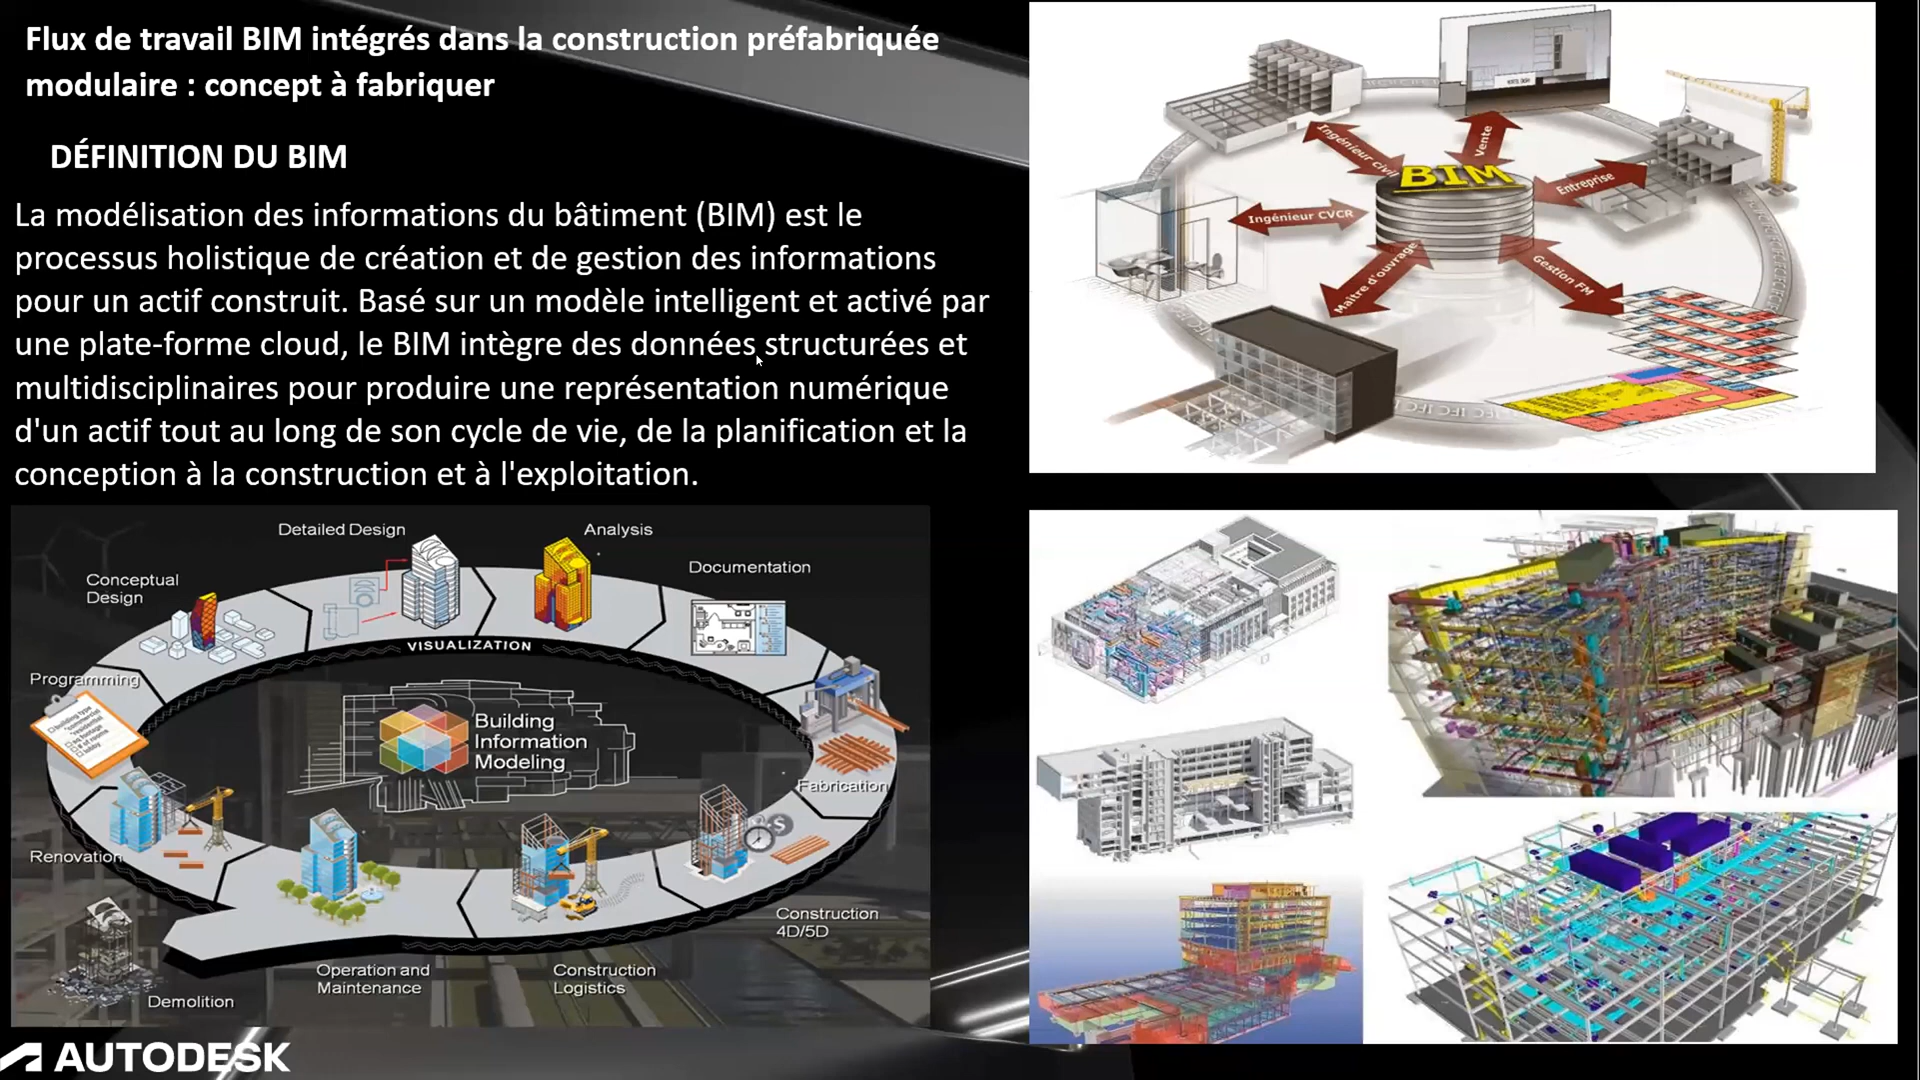 Flux de travail BIM intégrés dans la construction préfabriquée
modulaire : concept à fabriquer
DÉFINITION DU BIM
La modélisation des informations du bâtiment (BIM) est le
processus holistique de création et de gestion des informations
pour un actif construit. Basé sur un modèle intelligent et activé par
une plate-forme cloud, le BIM intègre des données structurées et
multidisciplinaires pour produire une représentation numérique
d'un actif tout au long de son cycle de vie, de la planification et la
conception à la construction et à l'exploitation.
BIM
Ingénieur civil
Vente
Entreprise
Ingénieur CVCR
Maître d'ouvrage
Gestion FM
IFC IFC
Detailed Design
Analysis
Documentation
Conceptual
Design
VISUALIZATION
Programming
Building
Information
Modeling
Fabrication
Renovation
Construction
4D/5D
Operation and
Maintenance
Construction
Logistics
Demolition
AUTODESK